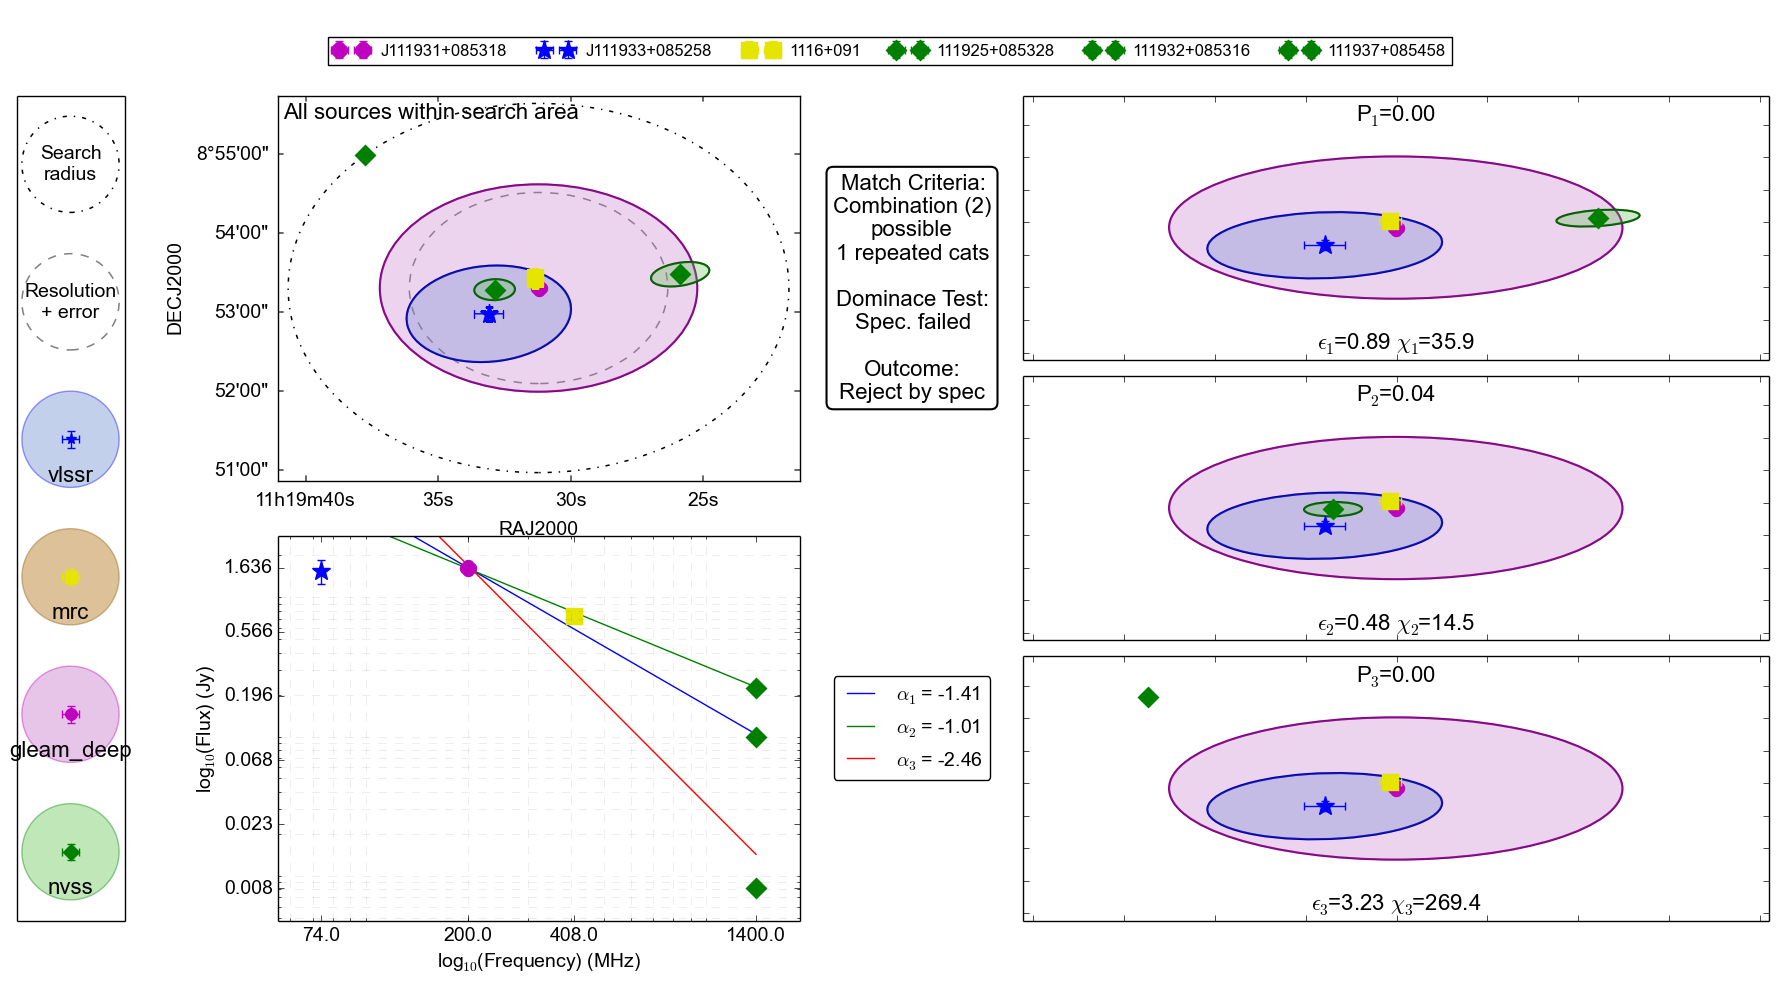 J111931+085318 J111933+085258 1116+091 111925+085328 111932+085316 111937+085458
Search
radius
Resolution
+ error
vlssr
mrc
gleam_deep
nvss
All sources within search area
8°55'00"
54'00"
53'00"
52'00"
51'00"
DECJ2000
11h19m40s 35s 30s 25s
RAJ2000
1.636
0.566
0.196
0.068
0.023
0.008
log10(Flux) (Jy)
74.0 200.0 408.0 1400.0
log10(Frequency) (MHz)
Match Criteria:
Combination (2)
possible
1 repeated cats
Dominace Test:
Spec. failed
Outcome:
Reject by spec
α1 = -1.41
α2 = -1.01
α3 = -2.46
P1=0.00
ϵ1=0.89 χ1=35.9
P2=0.04
ϵ2=0.48 χ2=14.5
P3=0.00
ϵ3=3.23 χ3=269.4